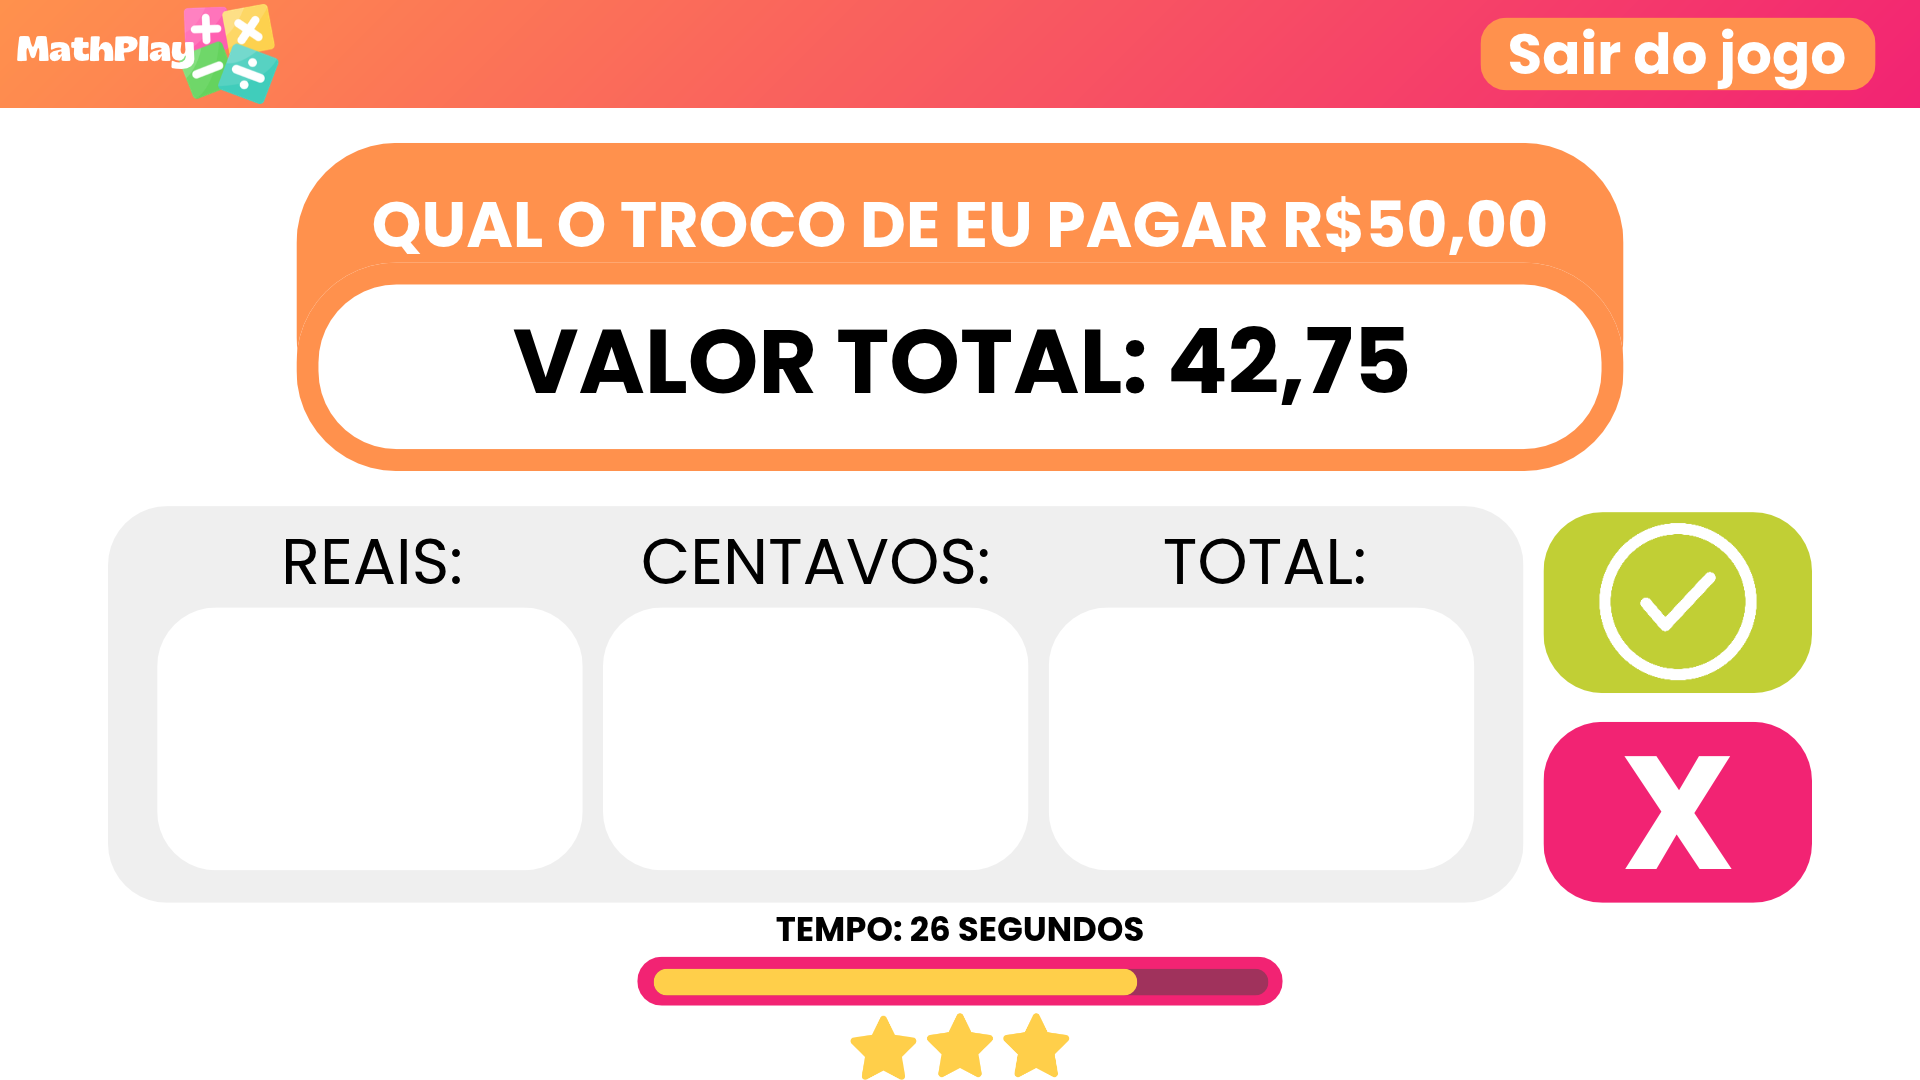 MathPlay
Sair do jogo
QUAL O TROCO DE EU PAGAR R$50,00
VALOR TOTAL: 42,75
REAIS:
CENTAVOS:
TOTAL:
X
TEMPO: 26 SEGUNDOS